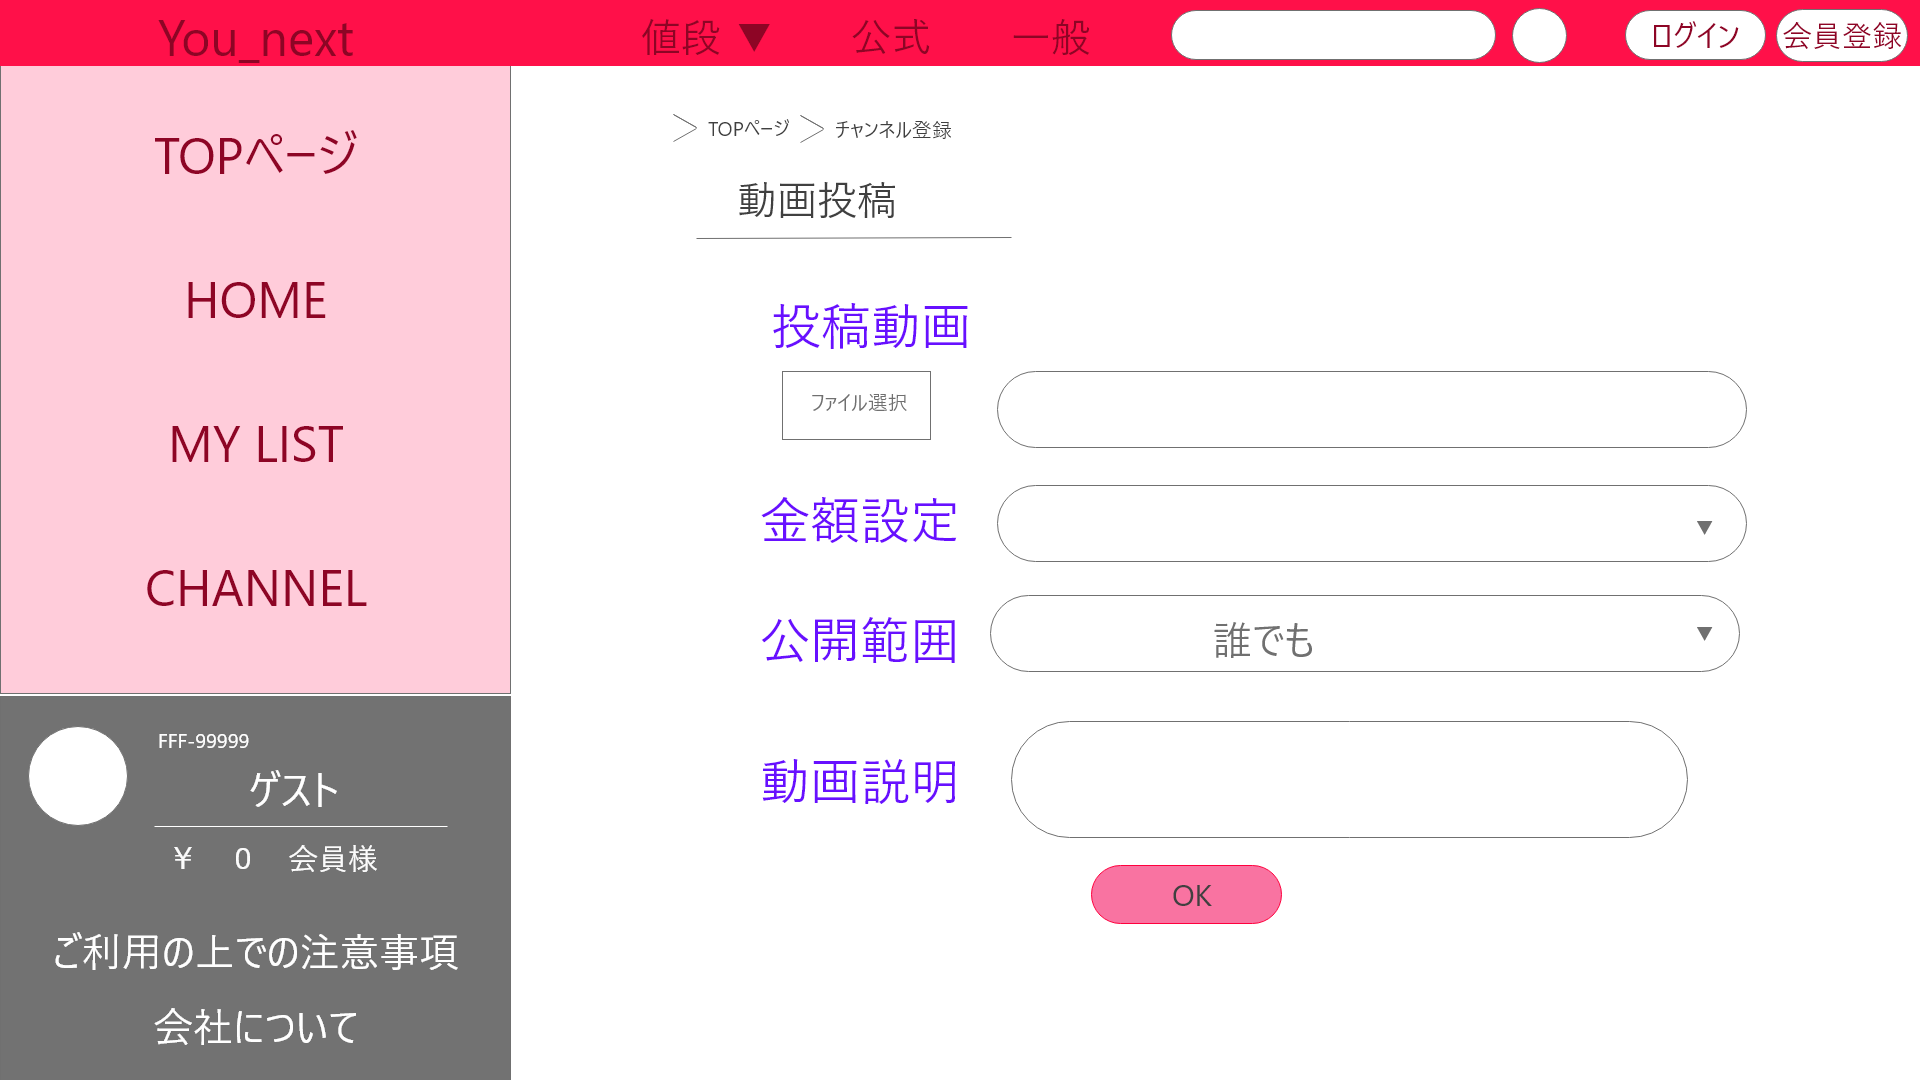 You_next
値段 ▼
公式
一般
ログイン
会員登録
TOPページ
HOME
MY LIST
CHANNEL
FFF-99999
ゲスト
¥ 0 会員様
ご利用の上での注意事項
会社について
＞ TOPページ ＞ チャンネル登録
動画投稿
投稿動画
ファイル選択
金額設定
▼
公開範囲
誰でも ▼
動画説明
OK